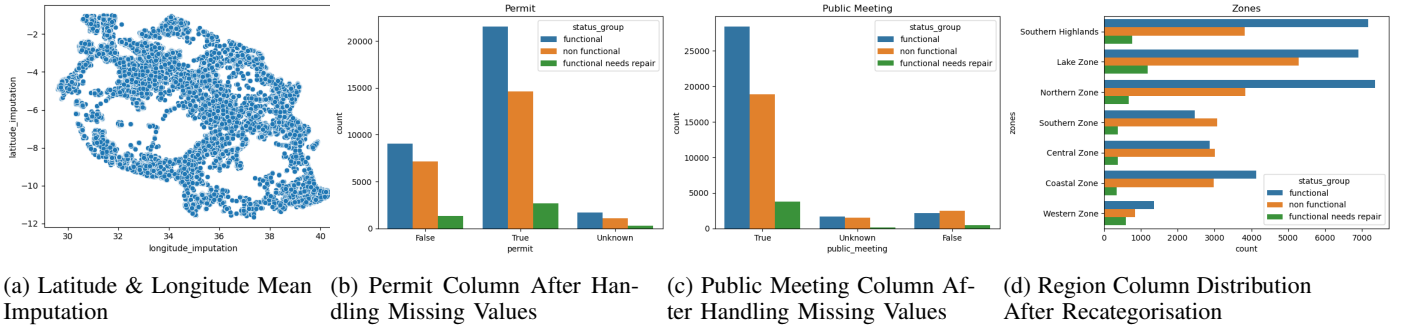 −2
−4
−6
−8
−10
−12
latitude_imputation
30
32
34
36
38
40
longitude_imputation
Permit
status_group
functional
non functional
functional needs repair
20000
15000
10000
5000
0
count
False
True
Unknown
permit
Public Meeting
status_group
functional
non functional
functional needs repair
25000
20000
15000
10000
5000
0
count
True
Unknown
False
public_meeting
Zones
Southern Highlands
Lake Zone
Northern Zone
Southern Zone
Central Zone
Coastal Zone
Western Zone
zones
status_group
functional
non functional
functional needs repair
0
1000
2000
3000
4000
5000
6000
7000
count
(a) Latitude & Longitude Mean
Imputation
(b) Permit Column After Han-
dling Missing Values
(c) Public Meeting Column Af-
ter Handling Missing Values
(d) Region Column Distribution
After Recategorisation